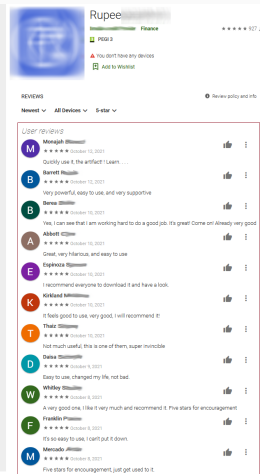 Rupee
Finance
927
PEGI 3
You don't have any devices
Add to Wishlist
REVIEWS
Review policy and info
Newest
All Devices
5-star
User reviews
M
Monajah
October 12, 2021
Quickly use it, the artifact!! Learn . . .
B
Barrett
October 12, 2021
Very powerful, easy to use, and very supportive
B
Berea
October 10, 2021
Yes. I can see that I am working hard to do a good job. It's great! Come on! Already very good
A
Abbott
October 10, 2021
Great, very hilarious, and easy to use
E
Espinoza
October 10, 2021
I recommend everyone to download it and have a look.
K
Kirkland
October 10, 2021
It feels good to use, very good, I will recommend it!
T
October 10, 2021
Not much useful, this is one of them, super invincible
D
Daisa
October 9, 2021
Easy to use, changed my life, not bad.
W
Whitley
October 8, 2021
A very good one, I like it very much and recommend it. Five stars for encouragement
F
Franklin
October 8, 2021
It's so easy to use, I can't put it down.
M
Mercado
October 8, 2021
Five stars for encouragement, just get used to it.